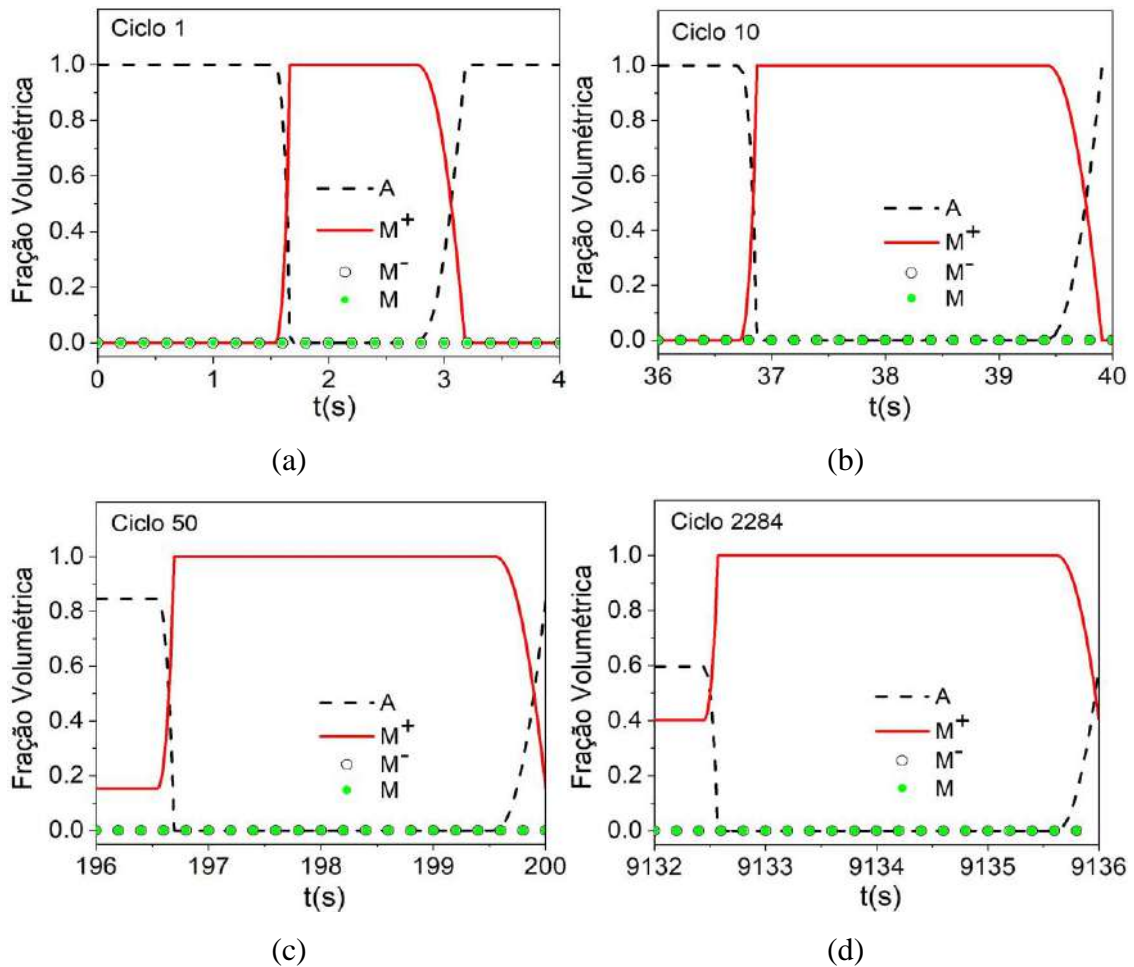 Ciclo 1
Fração Volumétrica
1.0
0.8
0.6
0.4
0.2
0.0
A
M+
M-
M
0 1 2 3 4
t(s)
(a)
Ciclo 10
Fração Volumétrica
1.0
0.8
0.6
0.4
0.2
0.0
A
M+
M-
M
36 37 38 39 40
t(s)
(b)
Ciclo 50
Fração Volumétrica
1.0
0.8
0.6
0.4
0.2
0.0
A
M+
M-
M
196 197 198 199 200
t(s)
(c)
Ciclo 2284
Fração Volumétrica
1.0
0.8
0.6
0.4
0.2
0.0
A
M+
M-
M
9132 9133 9134 9135 9136
t(s)
(d)